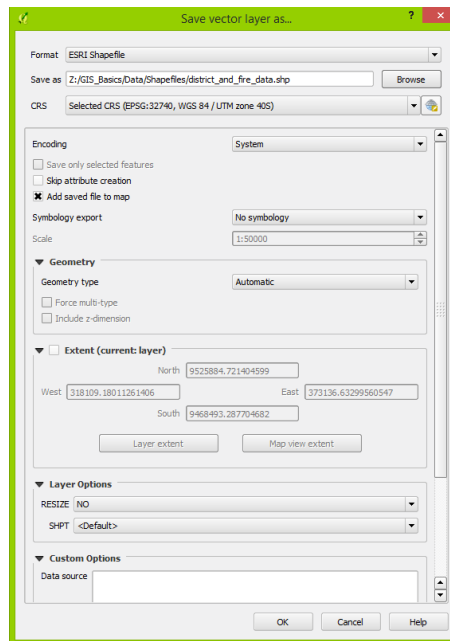 Save vector layer as...
? x
Format ESRI Shapefile
Save as Z:/GIS_Basics/Data/Shapefiles/district_and_fire_data.shp Browse
CRS Selected CRS (EPSG:32740, WGS 84 / UTM zone 40S)
Encoding System
Save only selected features
Skip attribute creation
Add saved file to map
Symbology export No symbology
Scale 1:50000
Geometry
Geometry type Automatic
Force multi-type
Include z-dimension
Extent (current: layer)
North 9525884.721404599
West 318109.18011261406 East 373136.63299560547
South 9468493.287704682
Layer extent Map view extent
Layer Options
RESIZE NO
SHPT <Default>
Custom Options
Data source
OK Cancel Help